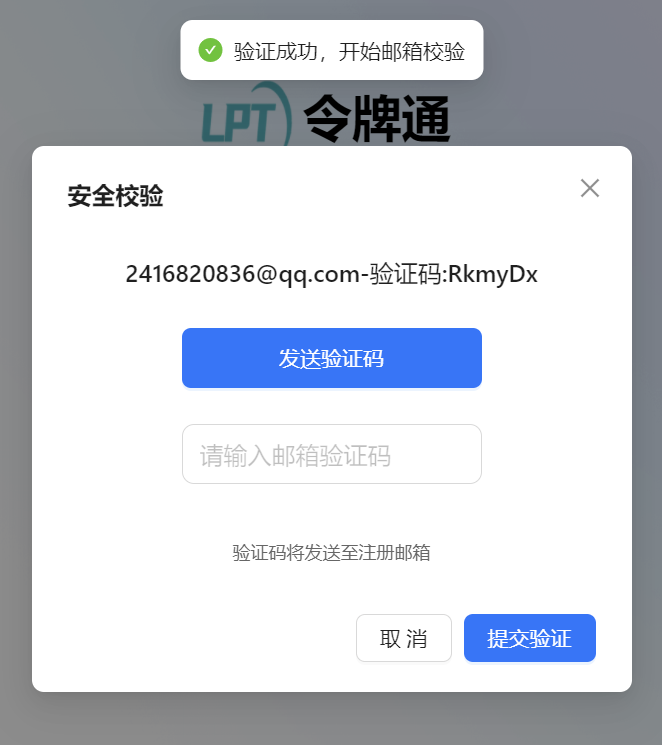 验证成功，开始邮箱校验
LPT 令牌通
安全校验
2416820836@qq.com-验证码:RkmyDx
发送验证码
请输入邮箱验证码
验证码将发送至注册邮箱
取 消
提交验证